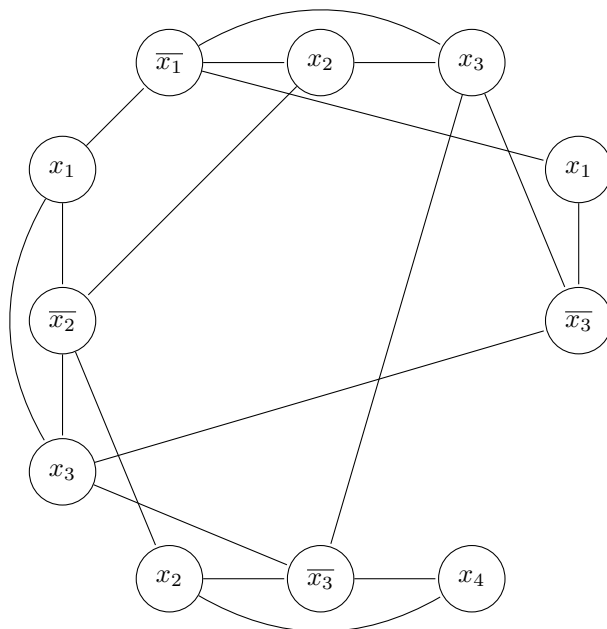 $\overline{x_1}$ $x_2$ $x_3$
$x_1$ $x_1$
$\overline{x_2}$ $\overline{x_3}$
$x_3$
$x_2$ $\overline{x_3}$ $x_4$